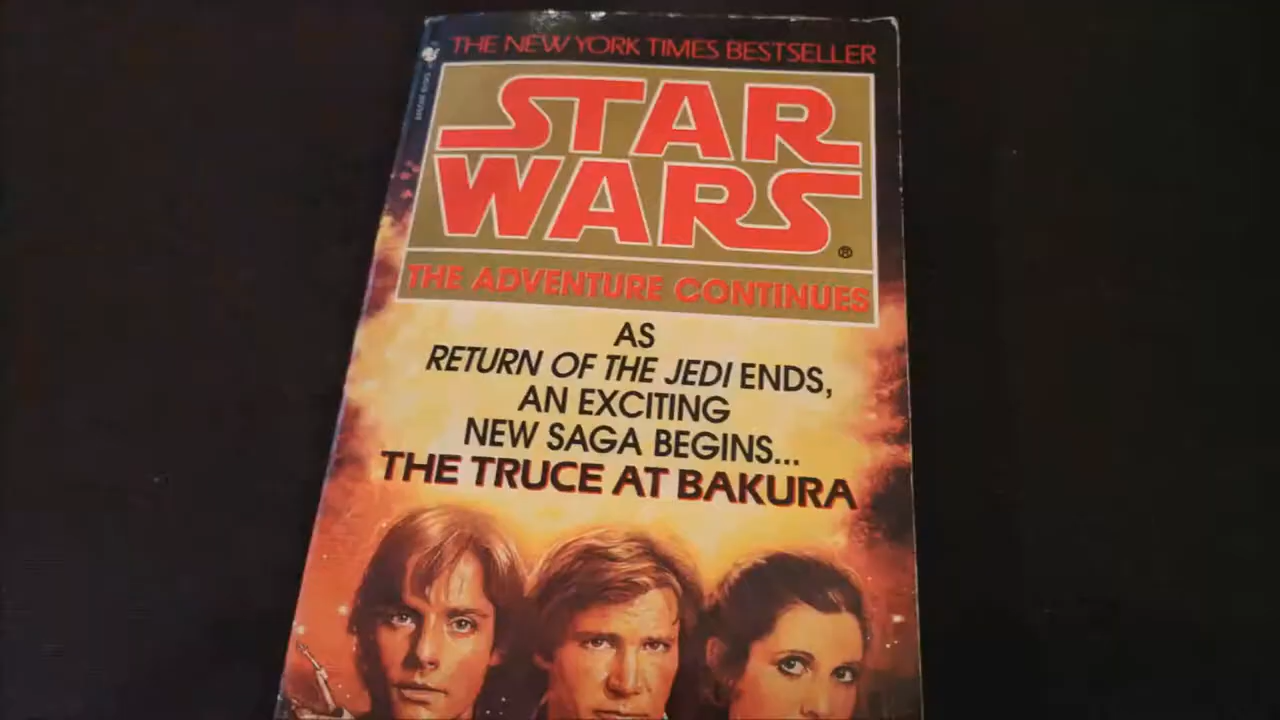 THE NEW YORK TIMES BESTSELLER
STAR
WARS
®
THE ADVENTURE CONTINUES
AS
RETURN OF THE JEDI ENDS,
AN EXCITING
NEW SAGA BEGINS...
THE TRUCE AT BAKURA